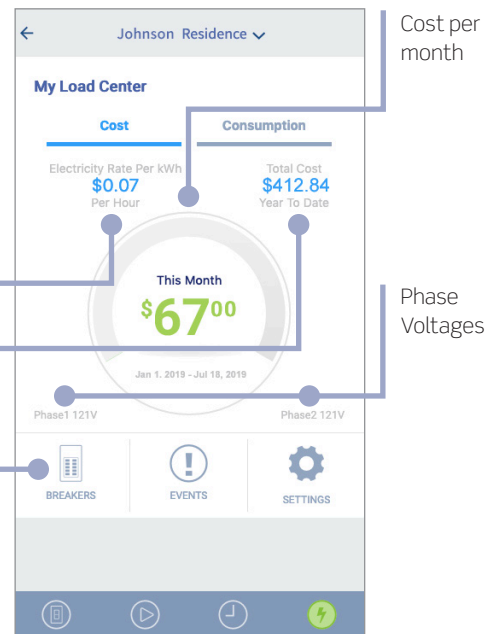 Cost per
month
Johnson Residence
My Load Center
Cost
Consumption
Electricity Rate Per kWh
$0.07
Per Hour
Total Cost
$412.84
Year To Date
This Month
$6700
Jan 1. 2019 - Jul 18, 2019
Phase
Voltages
Phase1 121V
Phase2 121V
BREAKERS
EVENTS
SETTINGS